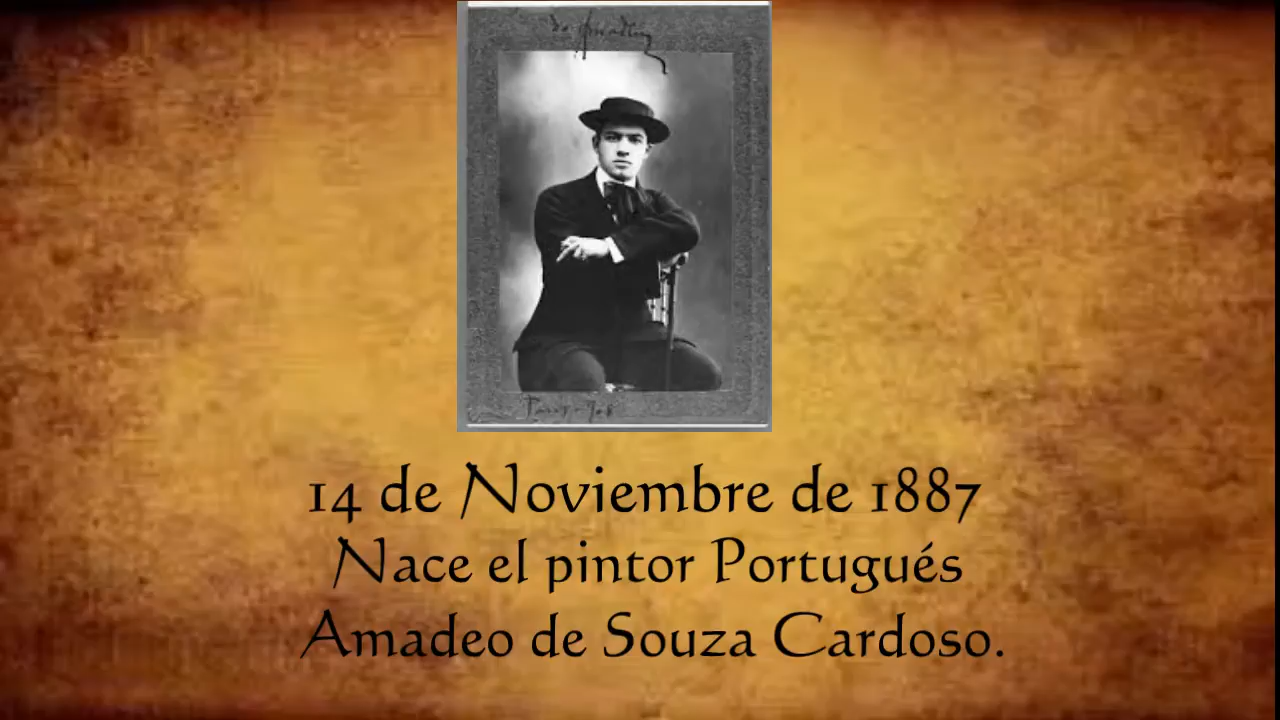 14 de Noviembre de 1887
Nace el pintor Portugués
Amadeo de Souza Cardoso.